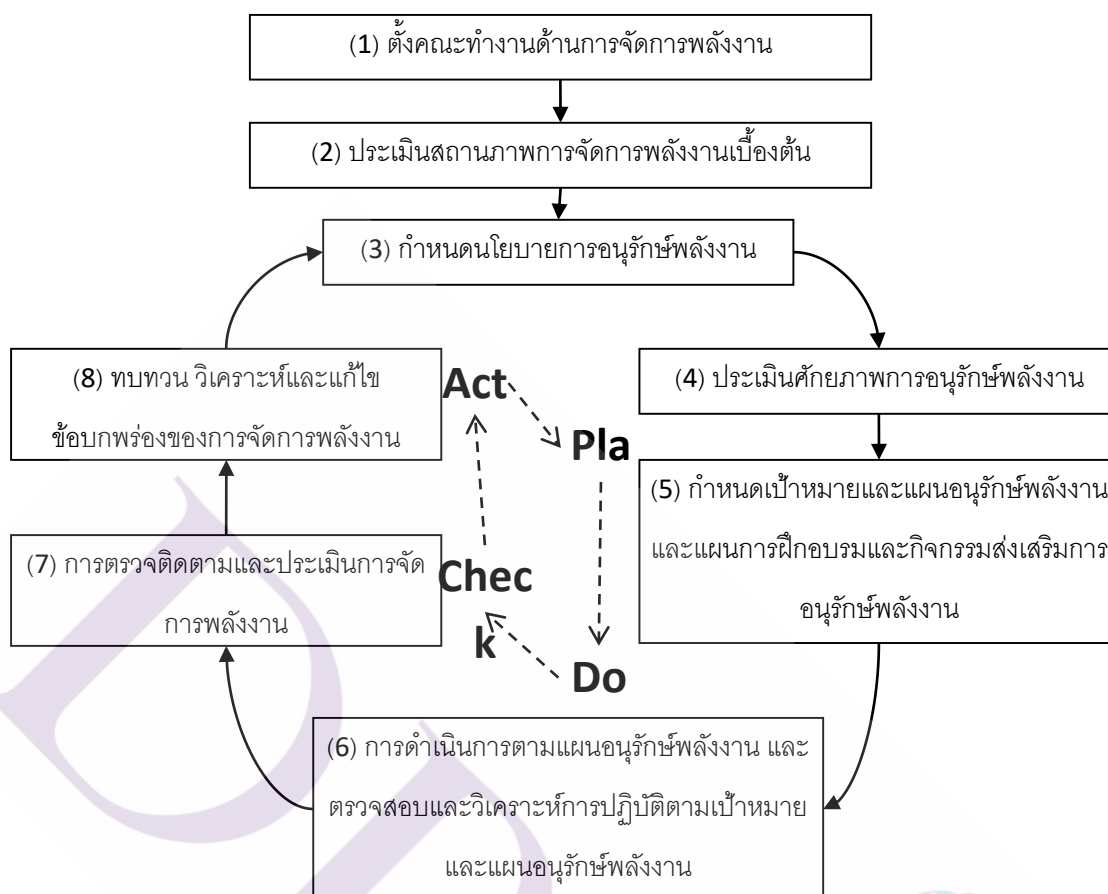 (1) ตั้งคณะทำงานด้านการจัดการพลังงาน
(2) ประเมินสถานภาพการจัดการพลังงานเบื้องต้น
(3) กำหนดนโยบายการอนุรักษ์พลังงาน
(8) ทบทวน วิเคราะห์และแก้ไข
ข้อบกพร่องของการจัดการพลังงาน
Act
Pla
(4) ประเมินศักยภาพการอนุรักษ์พลังงาน
(5) กำหนดเป้าหมายและแผนอนุรักษ์พลังงาน
และแผนการฝึกอบรมและกิจกรรมส่งเสริมการ
อนุรักษ์พลังงาน
(7) การตรวจติดตามและประเมินการจัด
การพลังงาน
Chec
k
Do
(6) การดำเนินการตามแผนอนุรักษ์พลังงาน และ
ตรวจสอบและวิเคราะห์การปฏิบัติตามเป้าหมาย
และแผนอนุรักษ์พลังงาน